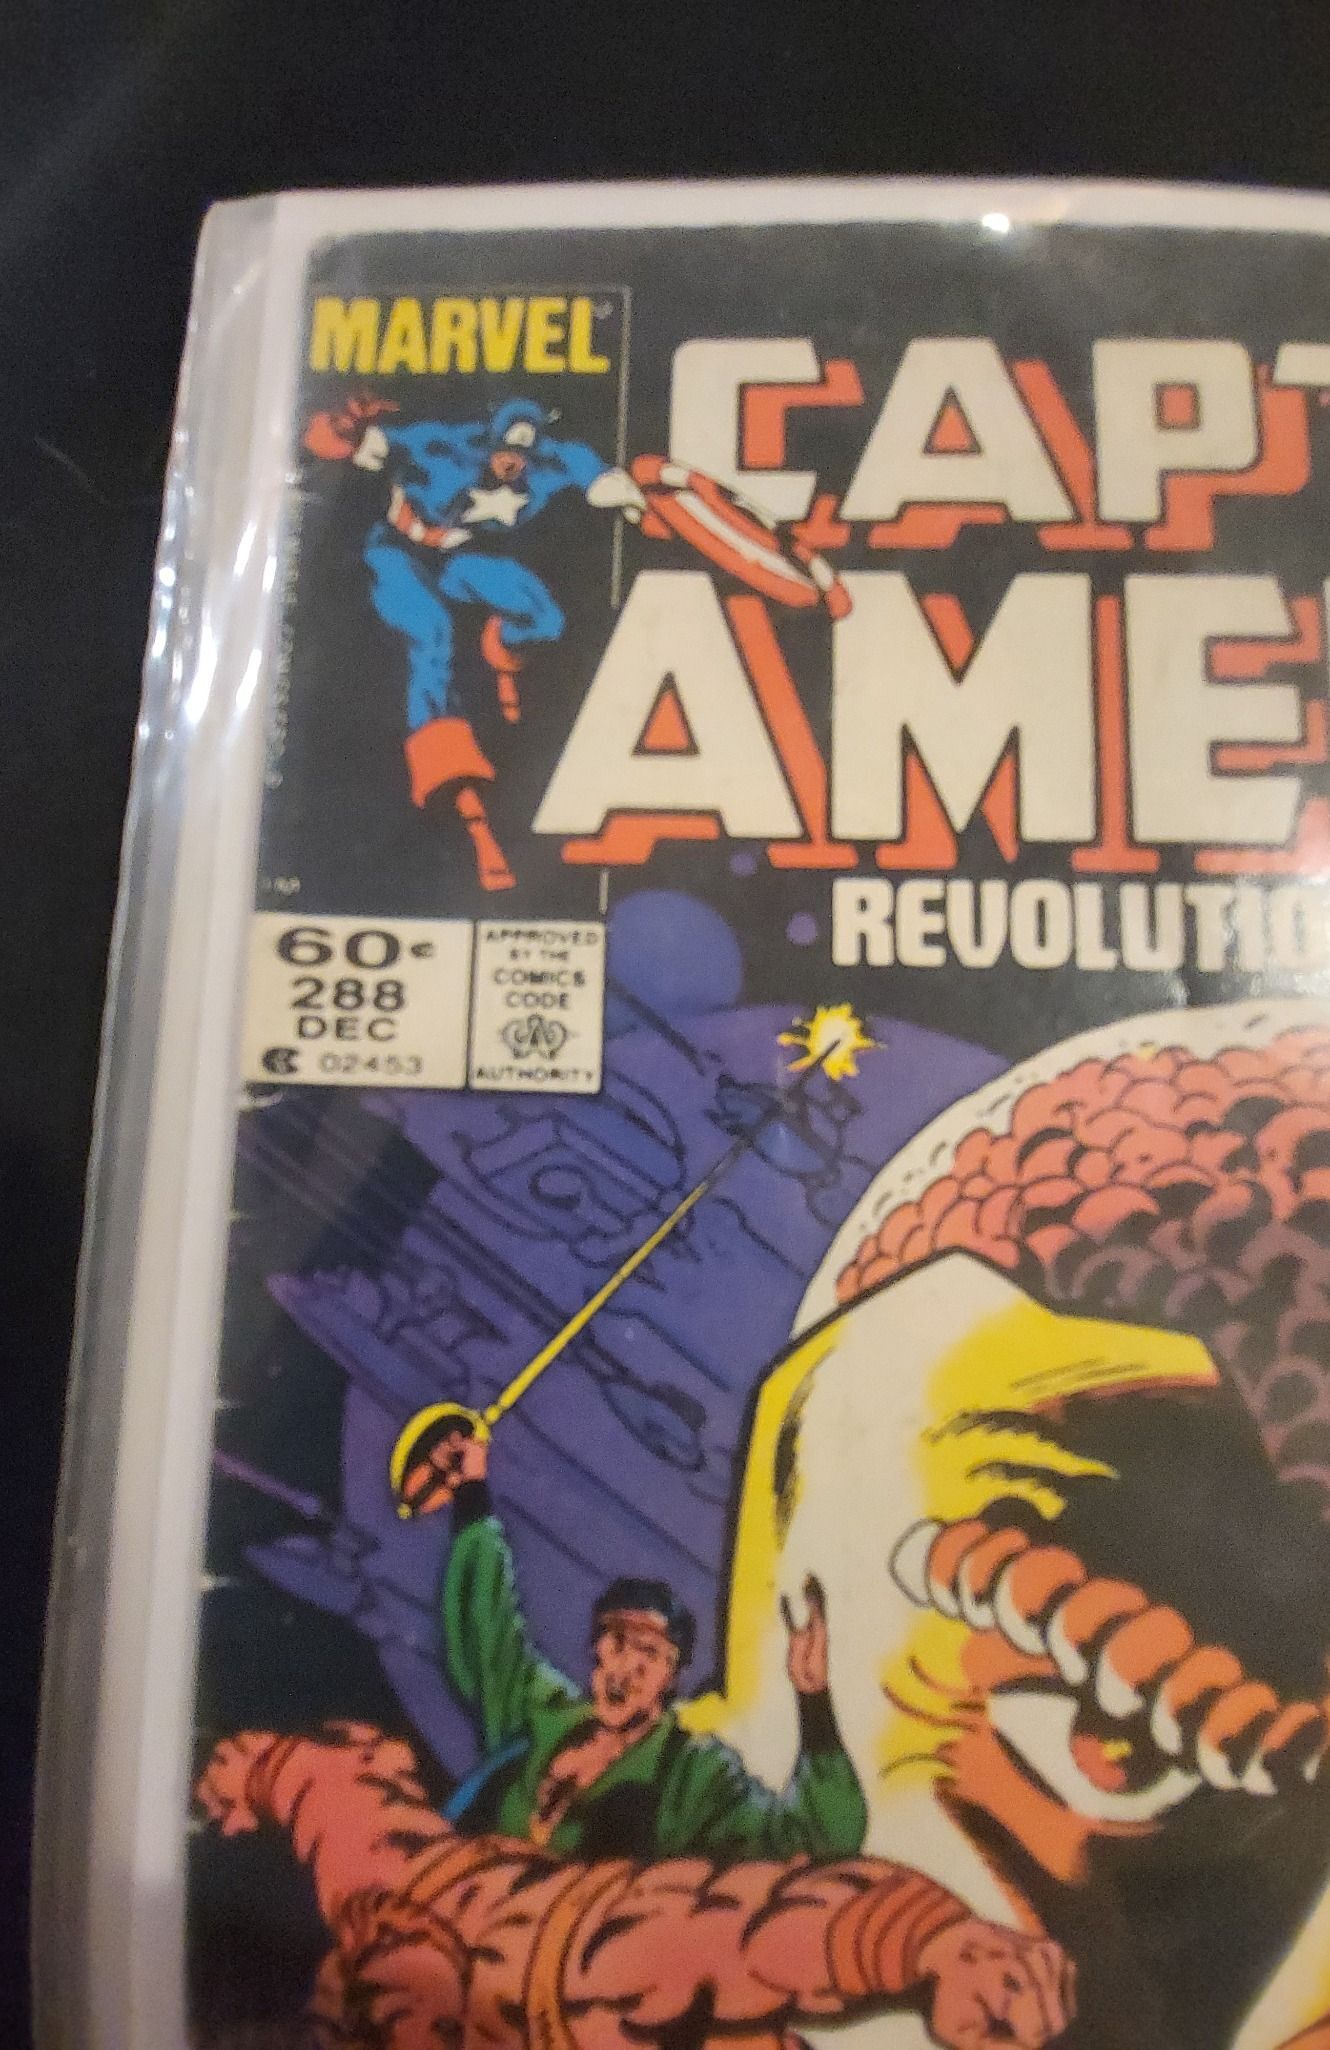 MARVEL
CAPT
AME
REVOLUTIO
60¢
288
DEC
02453
APPROVED
BY THE
COMICS
CODE
AUTHORITY